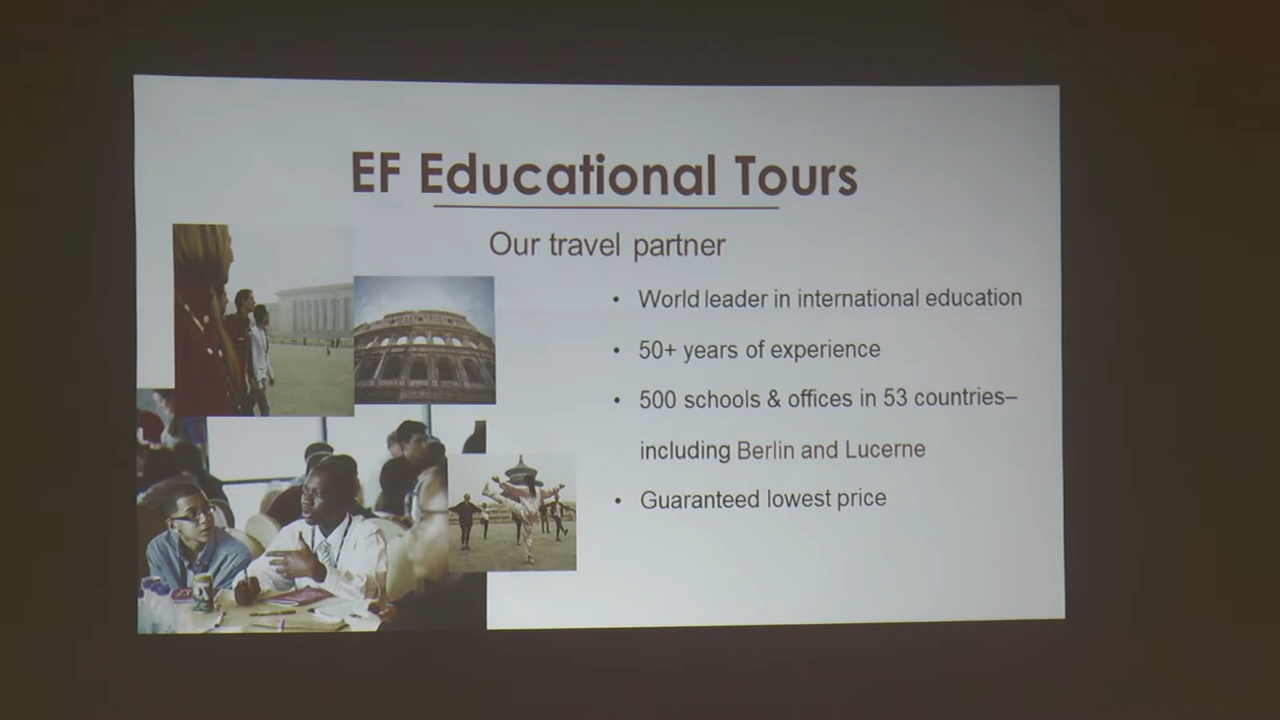 EF Educational Tours
Our travel partner
• World leader in international education
• 50+ years of experience
• 500 schools & offices in 53 countries–
including Berlin and Lucerne
• Guaranteed lowest price